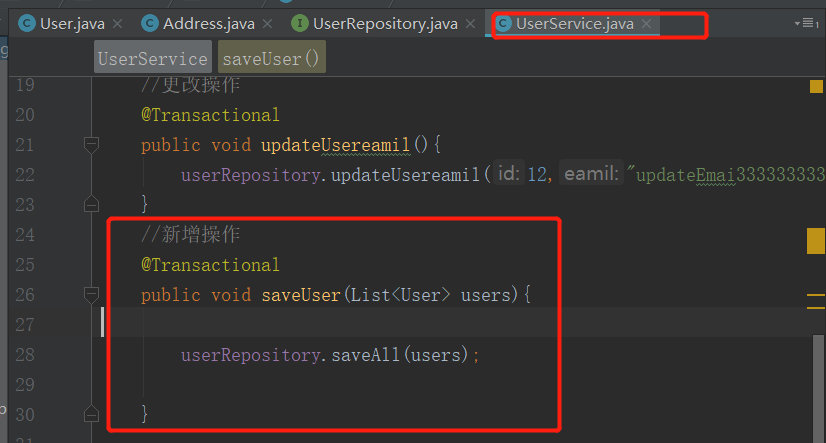 User.java Address.java UserRepository.java UserService.java
UserService saveUser()
19 //更改操作
20 @Transactional
21 public void updateUsereamil(){
22 userRepository.updateUsereamil( id: 12, eamil: "updateEmai333333333
23 }
24 //新增操作
25 @Transactional
26 public void saveUser(List<User> users){
27
28 userRepository.saveAll(users);
29
30 }